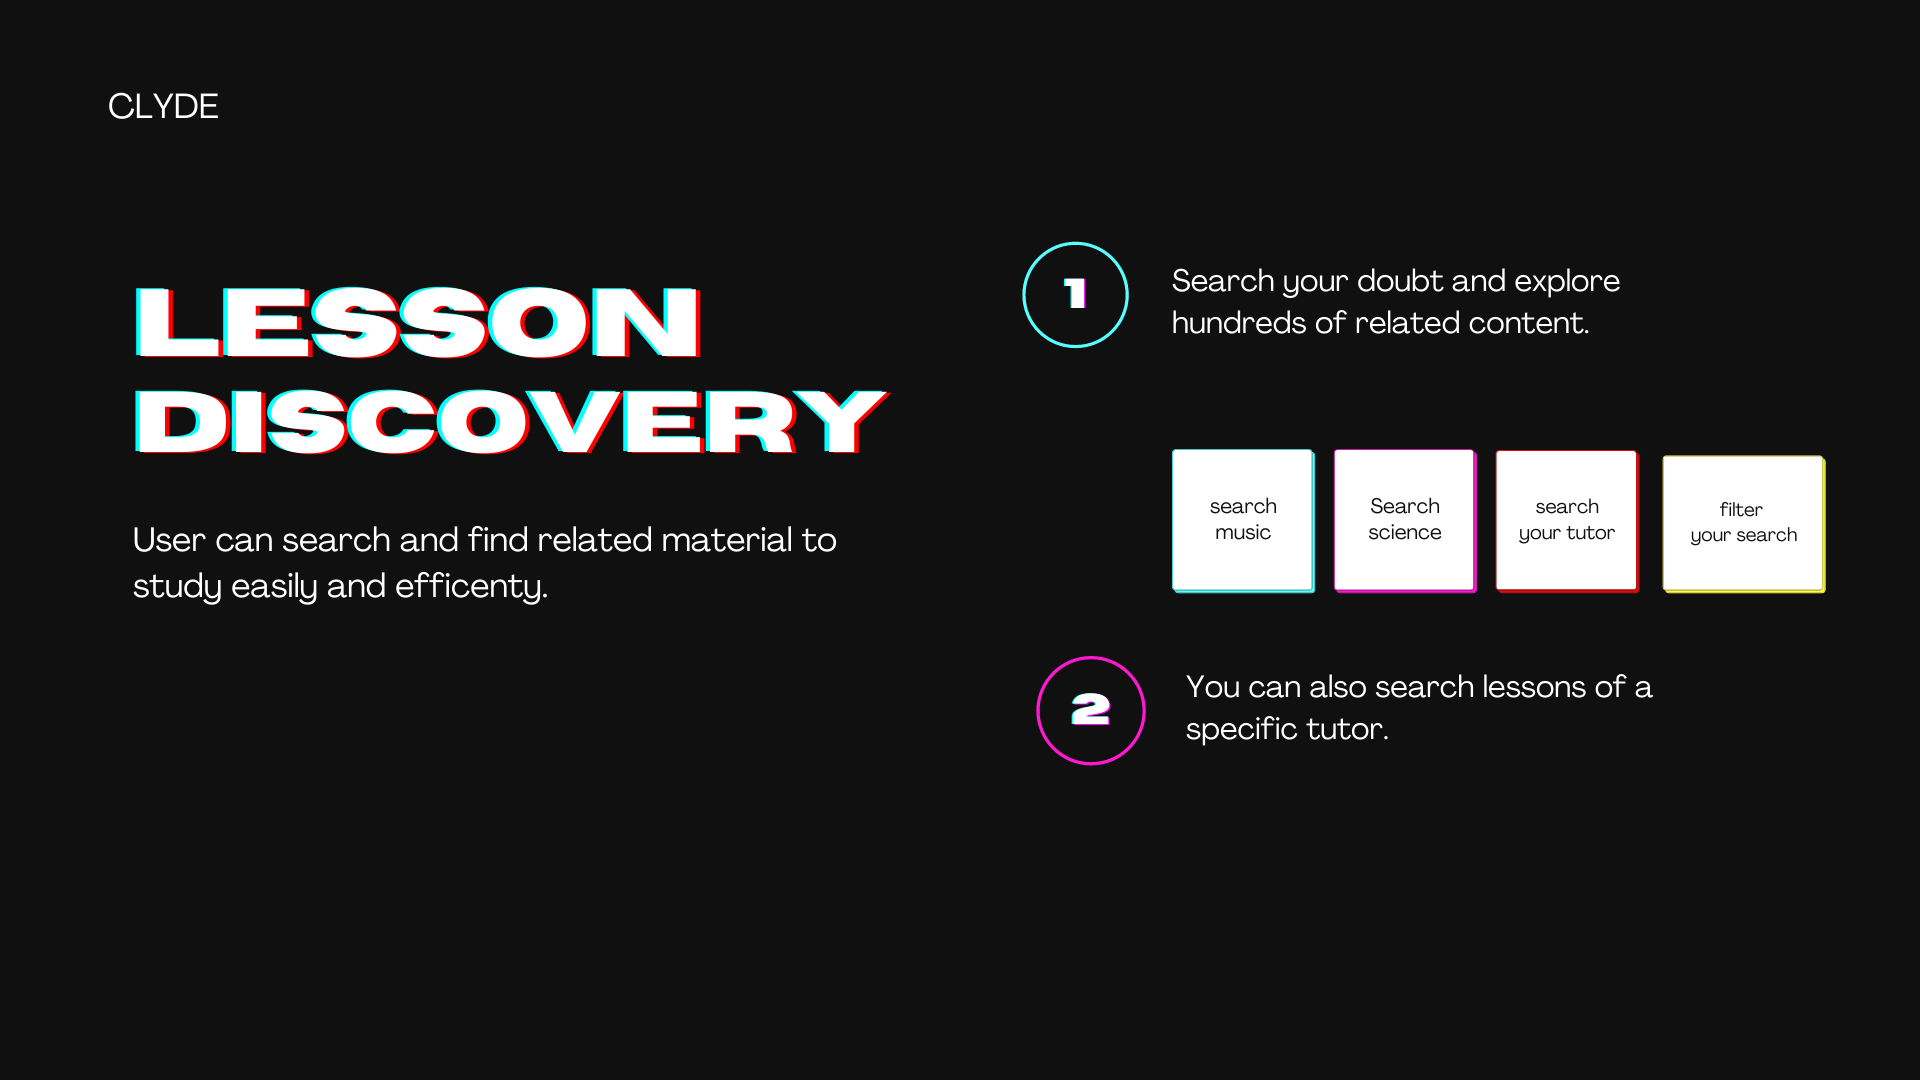 CLYDE
LESSON
DISCOVERY
User can search and find related material to
study easily and efficenty.
1
Search your doubt and explore
hundreds of related content.
search
music
Search
science
search
your tutor
filter
your search
2
You can also search lessons of a
specific tutor.